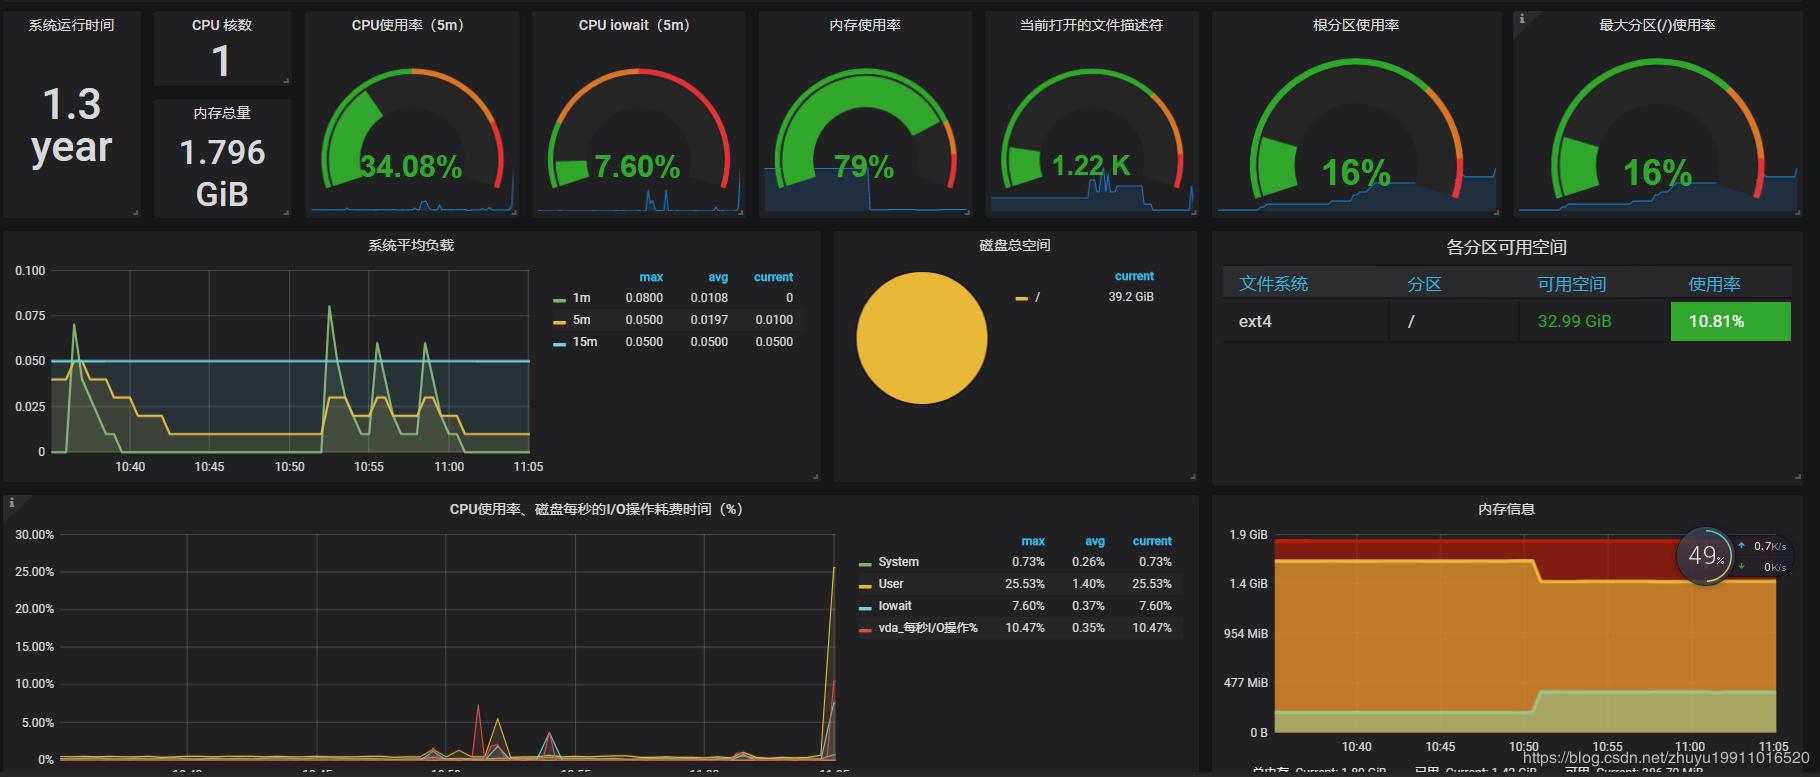 系统运行时间
1.3
year
CPU 核数
1
内存总量
1.796
GiB
CPU使用率（5m）
34.08%
CPU iowait（5m）
7.60%
内存使用率
79%
当前打开的文件描述符
1.22 K
根分区使用率
16%
最大分区(/)使用率
16%
系统平均负载
0.100
0.075
0.050
0.025
0
10:40 10:45 10:50 10:55 11:00 11:05
max avg current
1m 0.0800 0.0108 0
5m 0.0500 0.0197 0.0100
15m 0.0500 0.0500 0.0500
磁盘总空间
current
/ 39.2 GiB
各分区可用空间
文件系统 分区 可用空间 使用率
ext4 / 32.99 GiB 10.81%
CPU使用率、磁盘每秒的I/O操作耗费时间（%）
30.00%
25.00%
20.00%
15.00%
10.00%
5.00%
0%
max avg current
System 0.73% 0.26% 0.73%
User 25.53% 1.40% 25.53%
Iowait 7.60% 0.37% 7.60%
vda_每秒I/O操作% 10.47% 0.35% 10.47%
内存信息
1.9 GiB
1.4 GiB
954 MiB
477 MiB
0 B
10:40 10:45 10:50 10:55 11:00 11:05
49%
0.7K/s
0K/s
https://blog.csdn.net/zhuyu19911016520